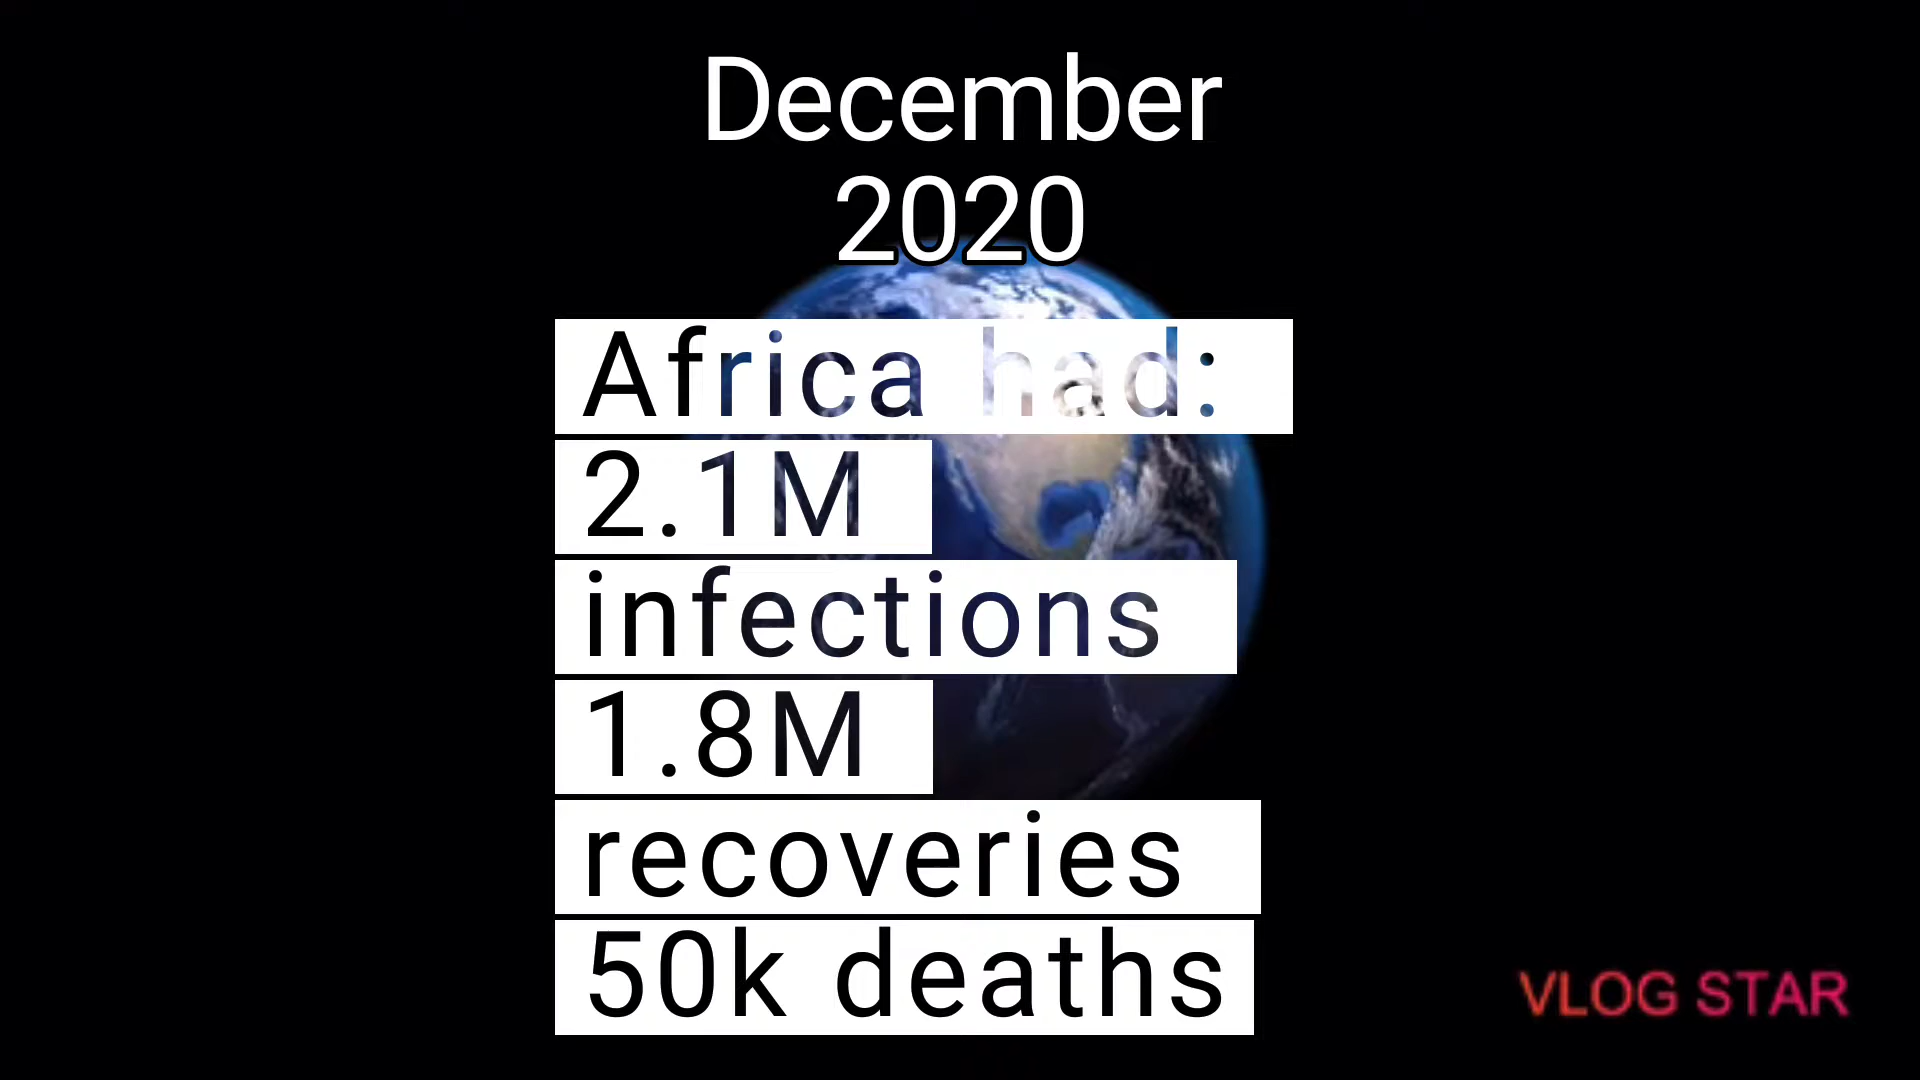 December
2020
Africa had:
2.1M
infections
1.8M
recoveries
50k deaths
VLOG STAR